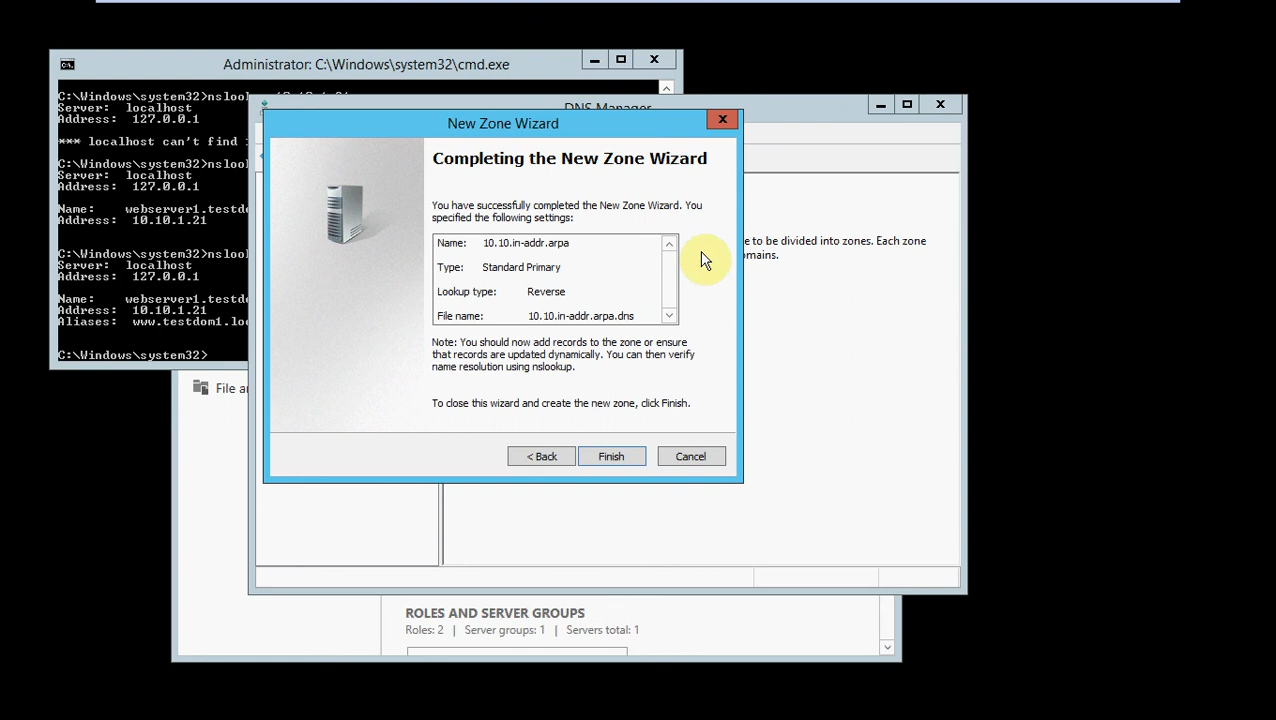 Administrator: C:\Windows\system32\cmd.exe
C:\Windows\system32>nslook
Server: localhost
Address: 127.0.0.1
*** localhost can't find
C:\Windows\system32>nslook
Server: localhost
Address: 127.0.0.1
Name: webserver1.testd
Address: 10.10.1.21
C:\Windows\system32>nslook
Server: localhost
Address: 127.0.0.1
Name: webserver1.testd
Address: 10.10.1.21
Aliases: www.testdom1.lo
C:\Windows\system32>
DNS Manager
New Zone Wizard
Completing the New Zone Wizard
You have successfully completed the New Zone Wizard. You
specified the following settings:
Name: 10.10.in-addr.arpa
Type: Standard Primary
Lookup type: Reverse
File name: 10.10.in-addr.arpa.dns
Note: You should now add records to the zone or ensure
that records are updated dynamically. You can then verify
name resolution using nslookup.
To close this wizard and create the new zone, click Finish.
< Back Finish Cancel
e to be divided into zones. Each zone
omains.
File a
ROLES AND SERVER GROUPS
Roles: 2 | Server groups: 1 | Servers total: 1